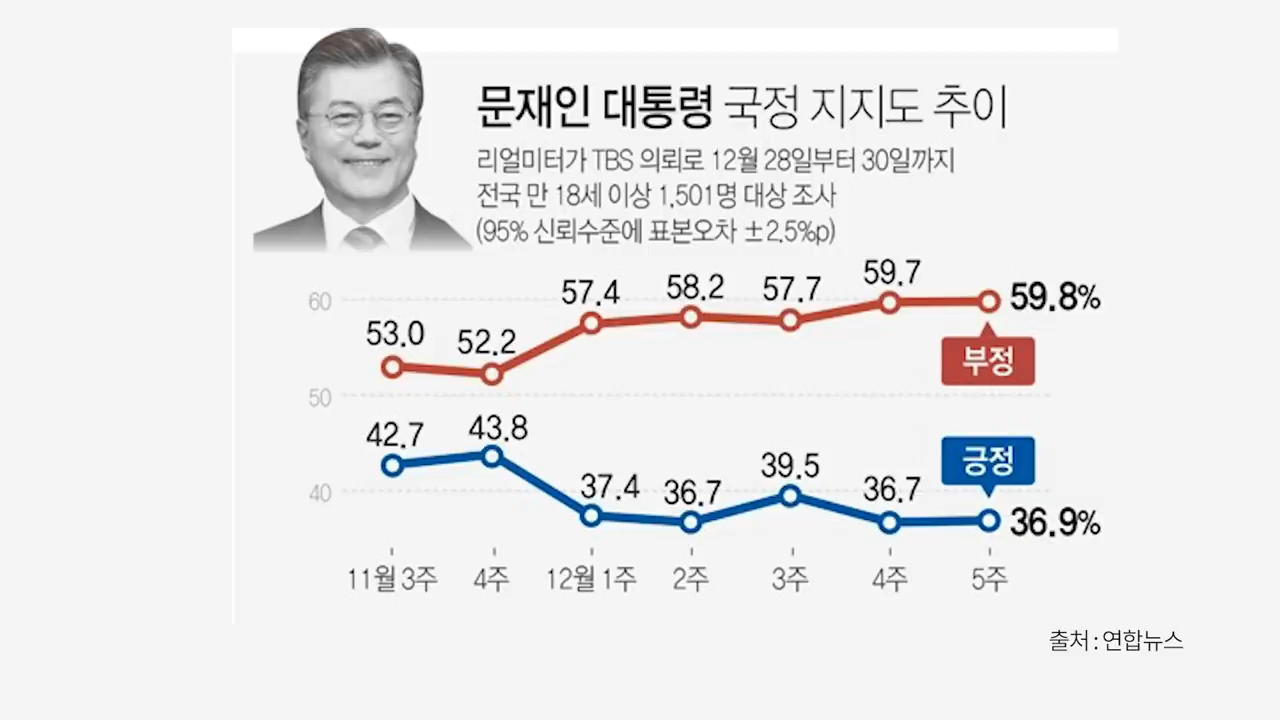 문재인 대통령 국정 지지도 추이
리얼미터가 TBS 의뢰로 12월 28일부터 30일까지
전국 만 18세 이상 1,501명 대상 조사
(95% 신뢰수준에 표본오차 ±2.5%p)
60
53.0 52.2 57.4 58.2 57.7 59.7 59.8%
부정
50
42.7 43.8 37.4 36.7 39.5 36.7 36.9%
긍정
40
11월 3주 4주 12월 1주 2주 3주 4주 5주
출처 : 연합뉴스